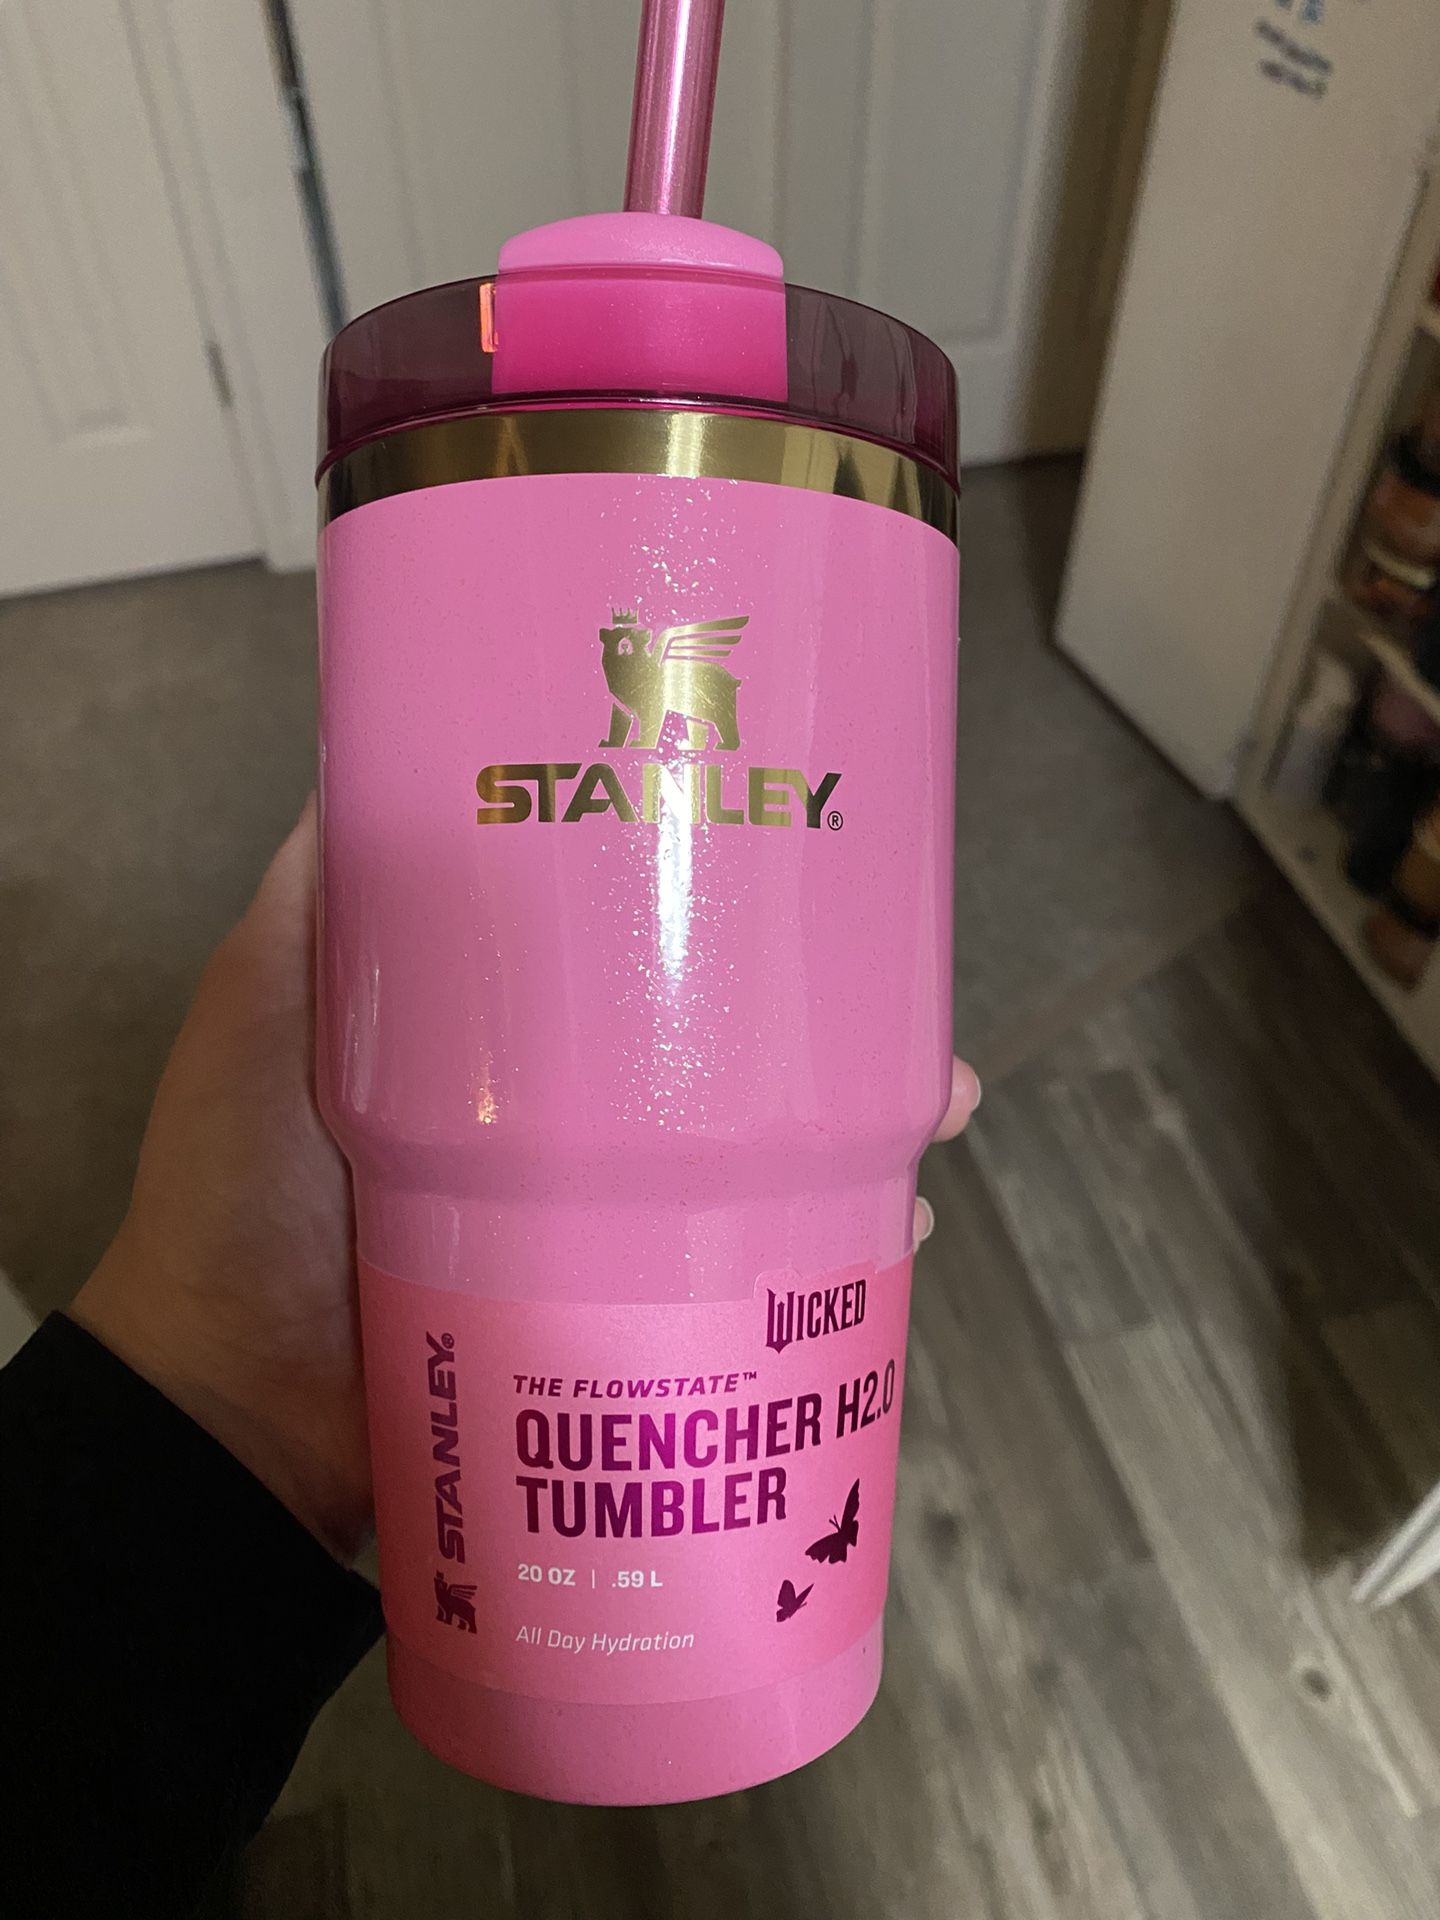 STANLEY®
WICKED
STANLEY®
THE FLOWSTATE™
QUENCHER H2.0
TUMBLER
20 OZ | .59 L
All Day Hydration